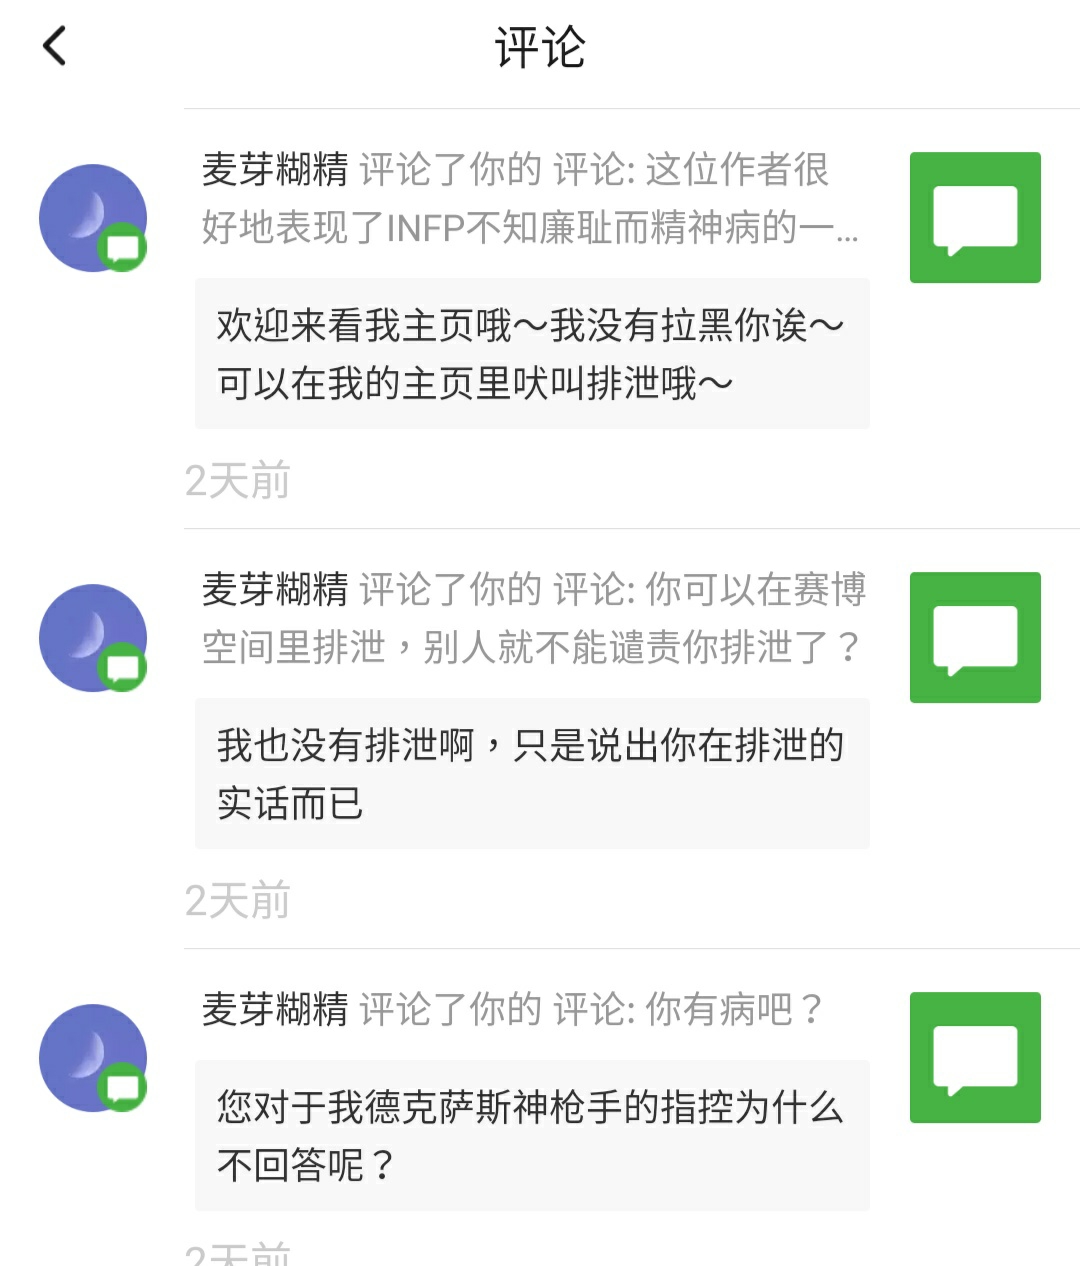 评论
麦芽糊精 评论了你的 评论: 这位作者很
好地表现了INFP不知廉耻而精神病的一...
欢迎来看我主页哦～我没有拉黑你诶～
可以在我的主页里吠叫排泄哦～
2天前
麦芽糊精 评论了你的 评论: 你可以在赛博
空间里排泄，别人就不能谴责你排泄了？
我也没有排泄啊，只是说出你在排泄的
实话而已
2天前
麦芽糊精 评论了你的 评论: 你有病吧？
您对于我德克萨斯神枪手的指控为什么
不回答呢？
2天前